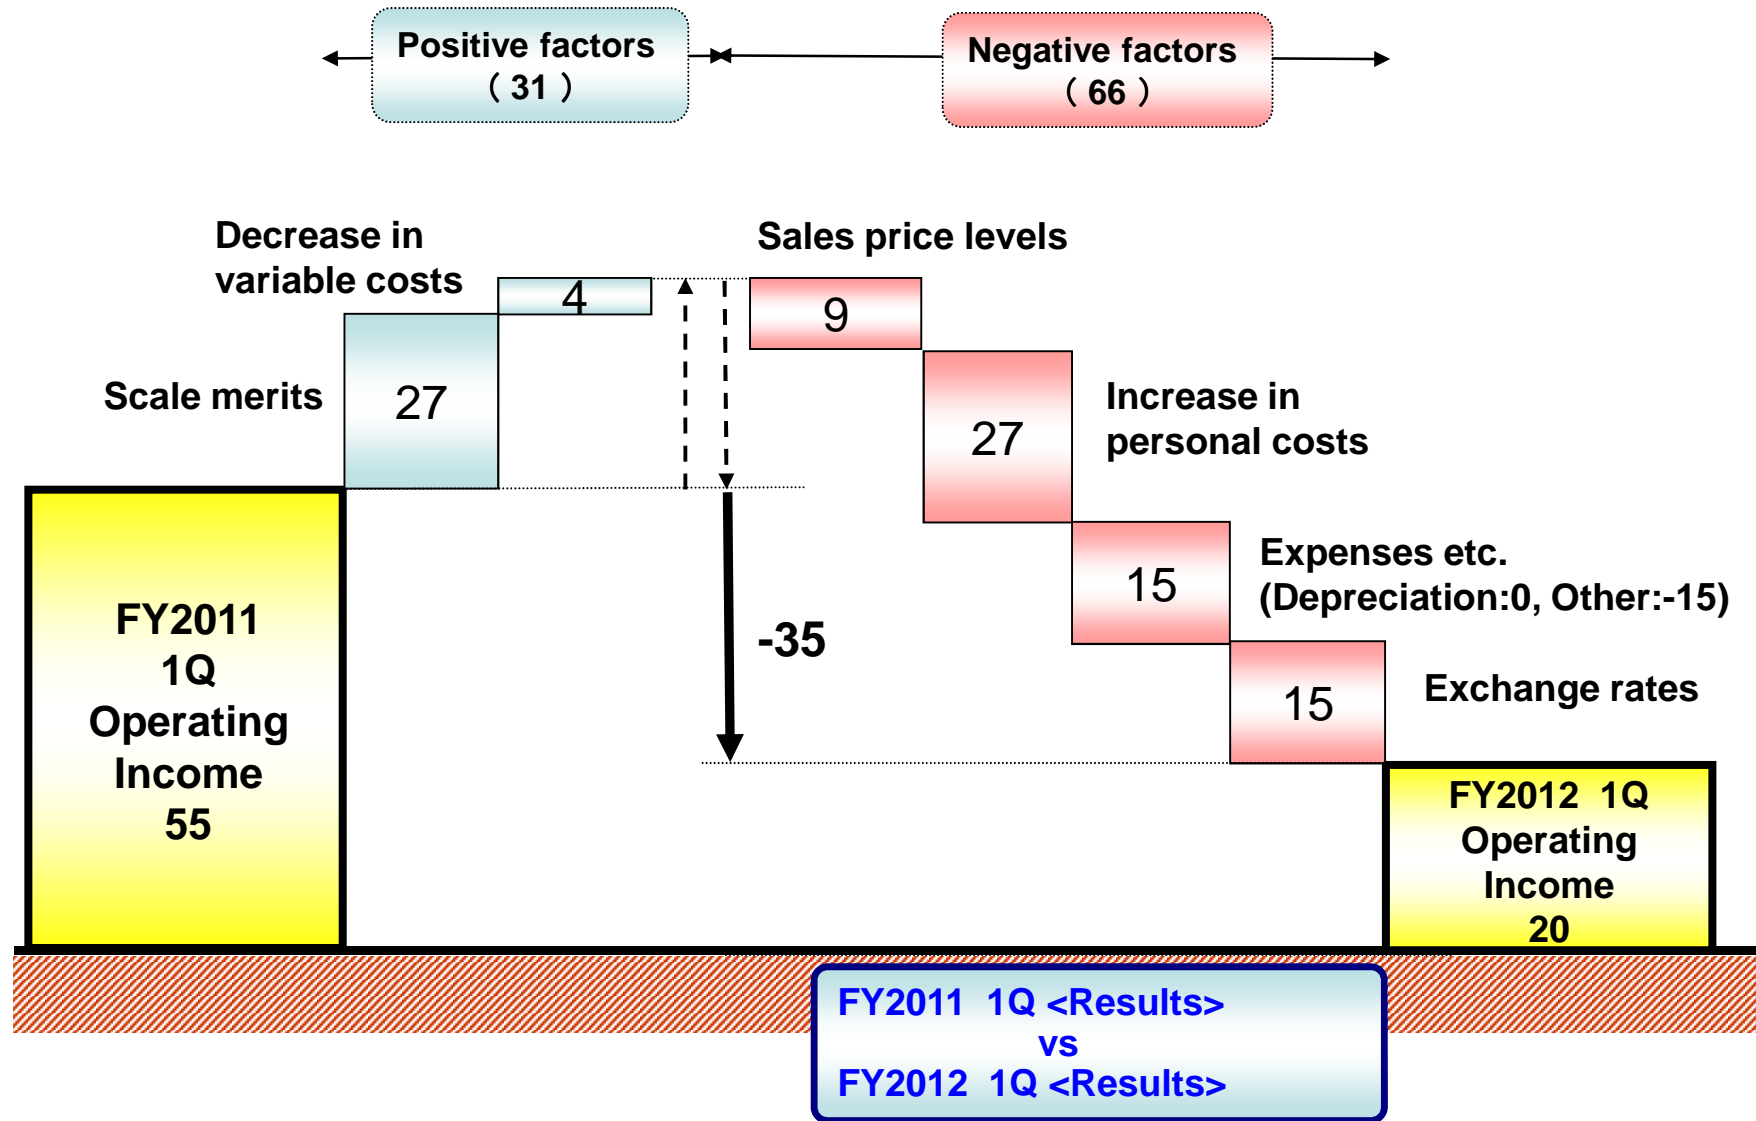 Positive factors
( 31 )
Negative factors
( 66 )
Decrease in
variable costs
Sales price levels
4
9
Scale merits
27
27
Increase in
personal costs
15
Expenses etc.
(Depreciation:0, Other:-15)
-35
15
Exchange rates
FY2011
1Q
Operating
Income
55
FY2012 1Q
Operating
Income
20
FY2011 1Q <Results>
vs
FY2012 1Q <Results>